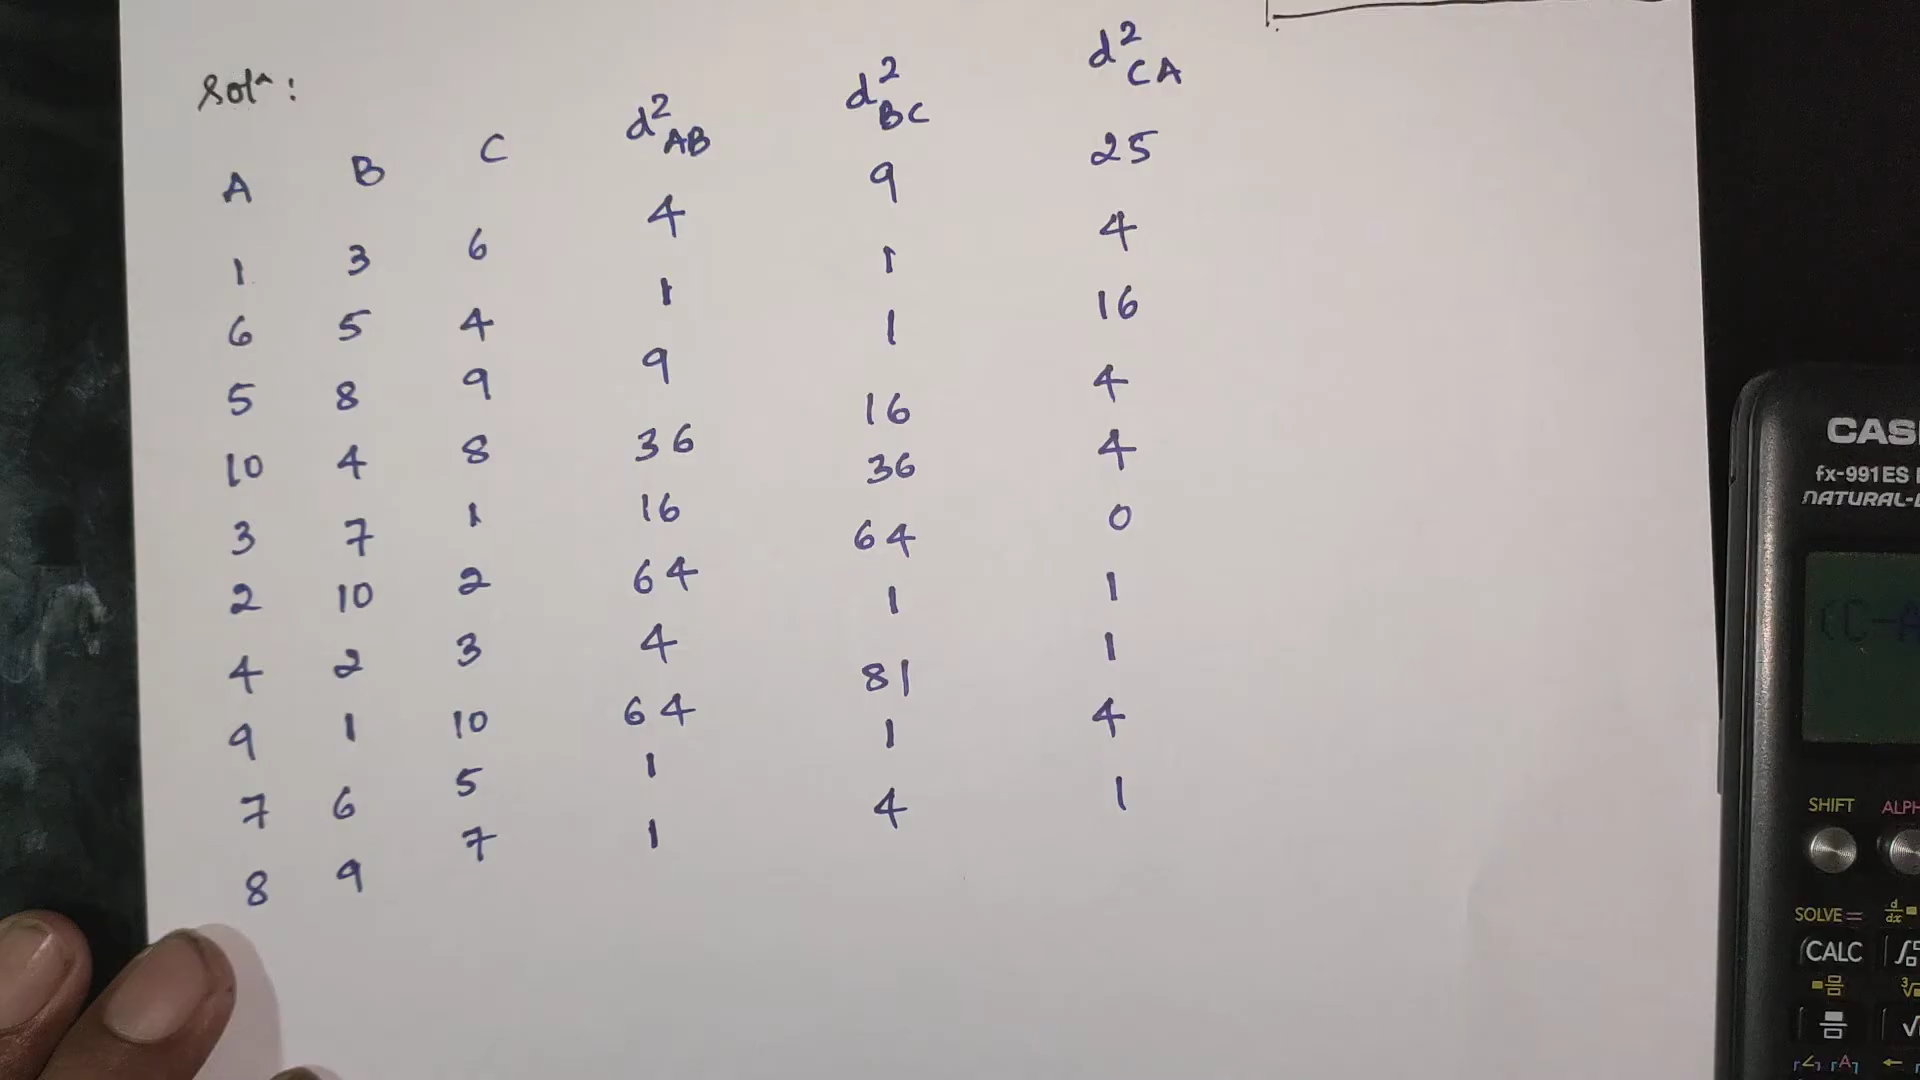 Solⁿ:
A B C d²AB d²BC d²CA
1 3 6 4 9 25
6 5 4 1 1 4
5 8 9 9 1 16
10 4 8 36 16 4
3 7 1 16 36 4
2 10 2 64 64 0
4 2 3 4 1 1
9 1 10 64 81 1
7 6 5 1 1 4
8 9 7 1 4 1
fx-991ES
SHIFT
SOLVE =
CALC